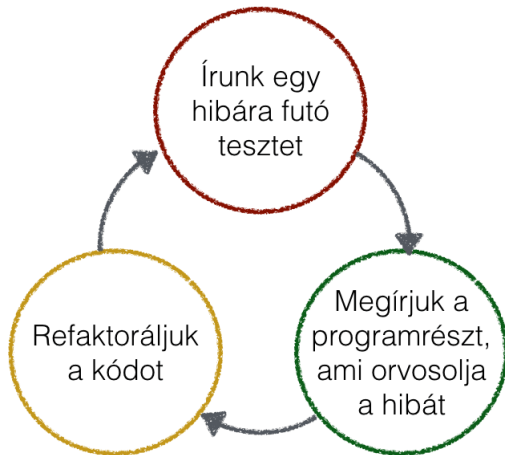 Írunk egy
hibára futó
tesztet
Megírjuk a
programrészt,
ami orvosolja
a hibát
Refaktoráljuk
a kódot